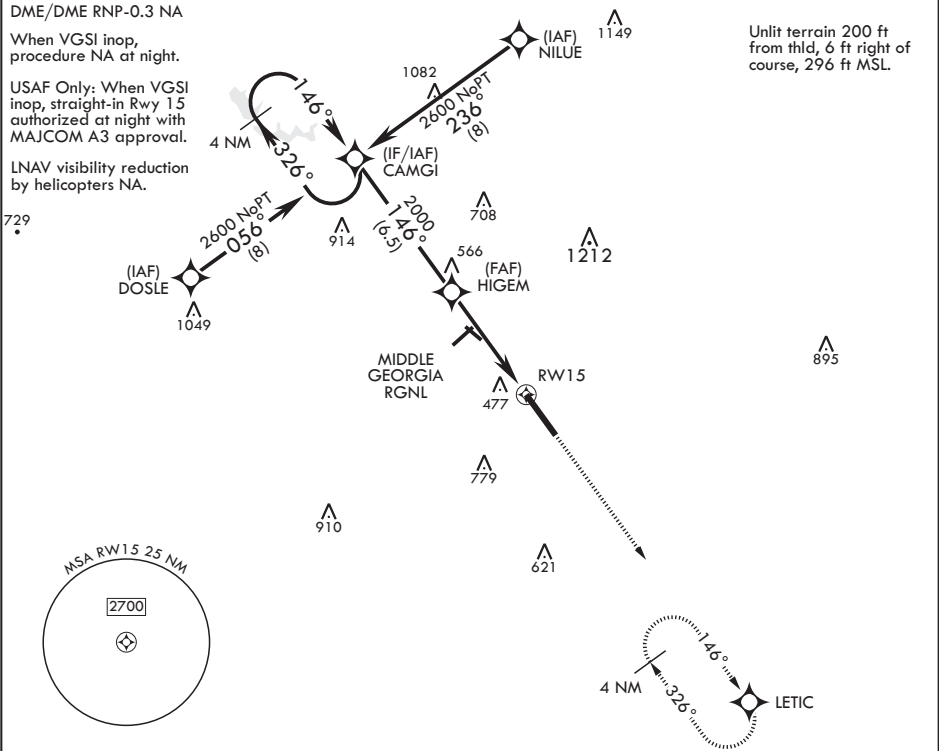 DME/DME RNP-0.3 NA
When VGSI inop,
procedure NA at night.
USAF Only: When VGSI
inop, straight-in Rwy 15
authorized at night with
MAJCOM A3 approval.
LNAV visibility reduction
by helicopters NA.
Unlit terrain 200 ft
from thld, 6 ft right of
course, 296 ft MSL.
(IAF)
NILUE
1149
1082
2600 NoPT
236°
(8)
146°
4 NM
326°
(IF/IAF)
CAMGI
729
2600 NoPT
056°
(8)
914
2000
146°
(6.5)
708
1212
(IAF)
DOSLE
1049
566
(FAF)
HIGEM
895
MIDDLE
GEORGIA
RGNL
RW15
477
779
910
621
MSA RW15 25 NM
2700
146°
4 NM
326°
LETIC